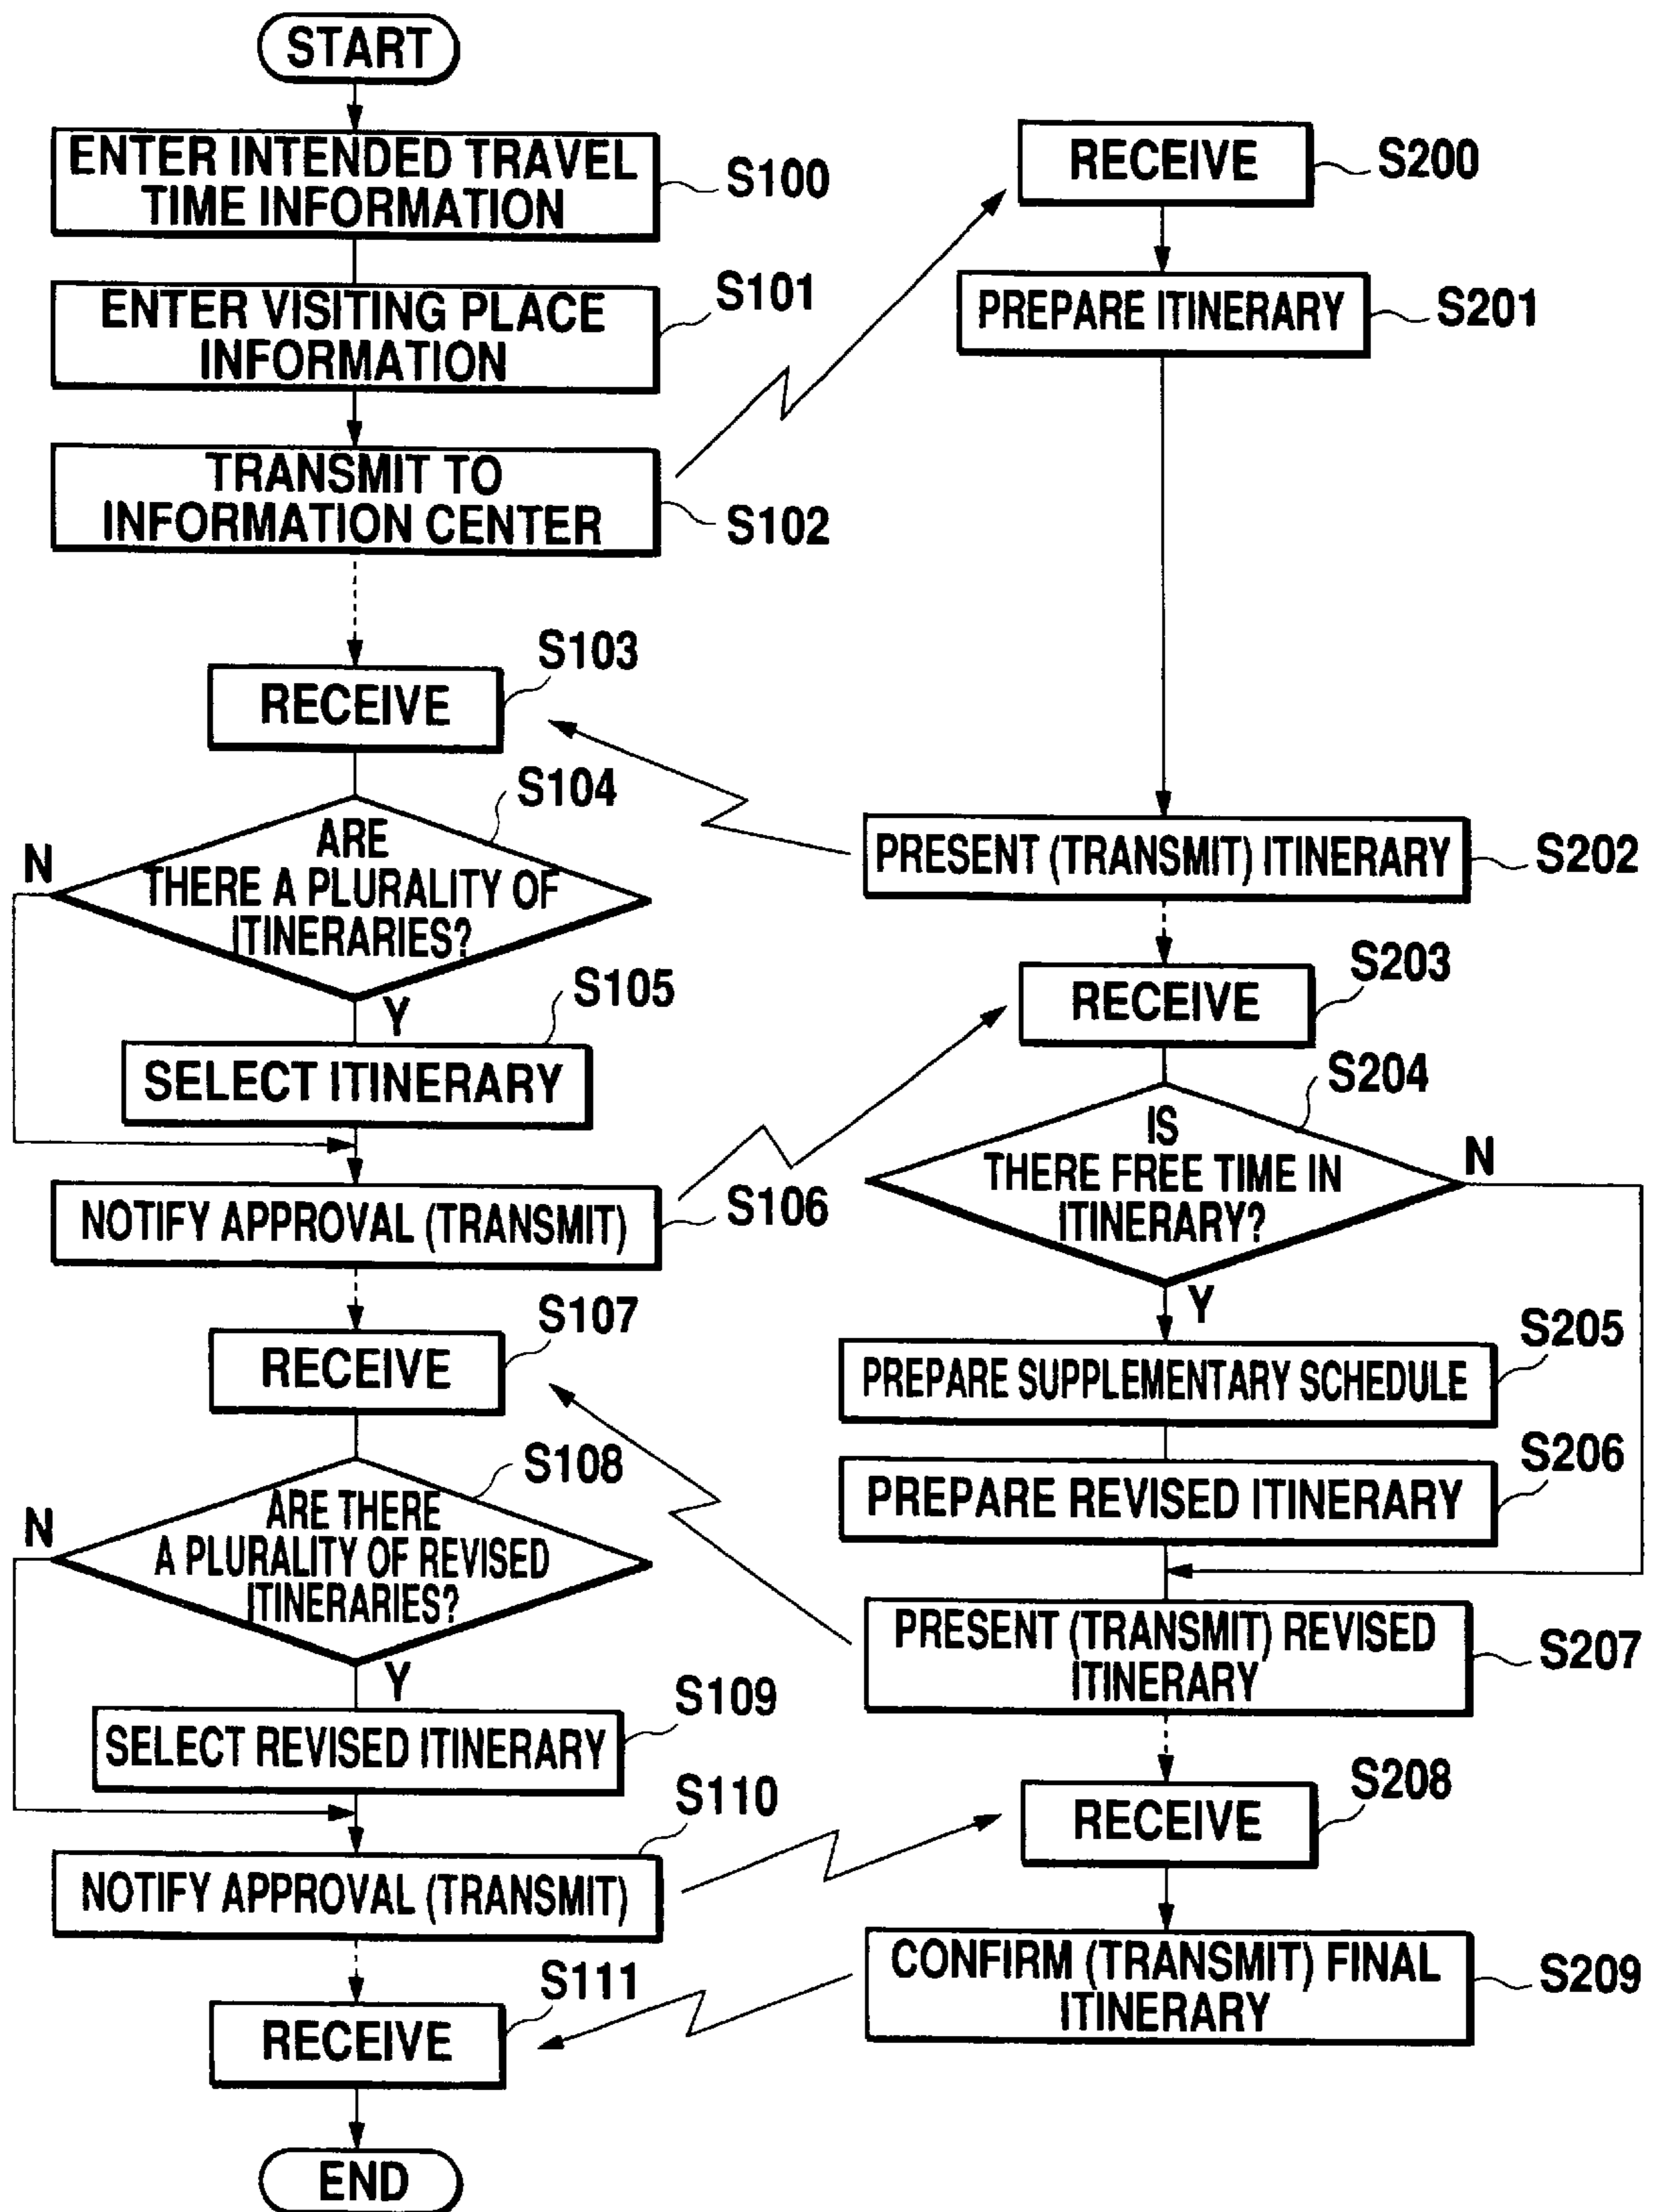 START
ENTER INTENDED TRAVEL
TIME INFORMATION
S100
ENTER VISITING PLACE
INFORMATION
S101
TRANSMIT TO
INFORMATION CENTER
S102
RECEIVE
S103
ARE
THERE A PLURALITY OF
ITINERARIES?
S104
N
Y
SELECT ITINERARY
S105
NOTIFY APPROVAL (TRANSMIT)
S106
RECEIVE
S107
ARE THERE
A PLURALITY OF REVISED
ITINERARIES?
S108
N
Y
SELECT REVISED ITINERARY
S109
NOTIFY APPROVAL (TRANSMIT)
S110
RECEIVE
S111
END
RECEIVE
S200
PREPARE ITINERARY
S201
PRESENT (TRANSMIT) ITINERARY
S202
RECEIVE
S203
IS
THERE FREE TIME IN
ITINERARY?
S204
N
Y
PREPARE SUPPLEMENTARY SCHEDULE
S205
PREPARE REVISED ITINERARY
S206
PRESENT (TRANSMIT) REVISED
ITINERARY
S207
RECEIVE
S208
CONFIRM (TRANSMIT) FINAL
ITINERARY
S209